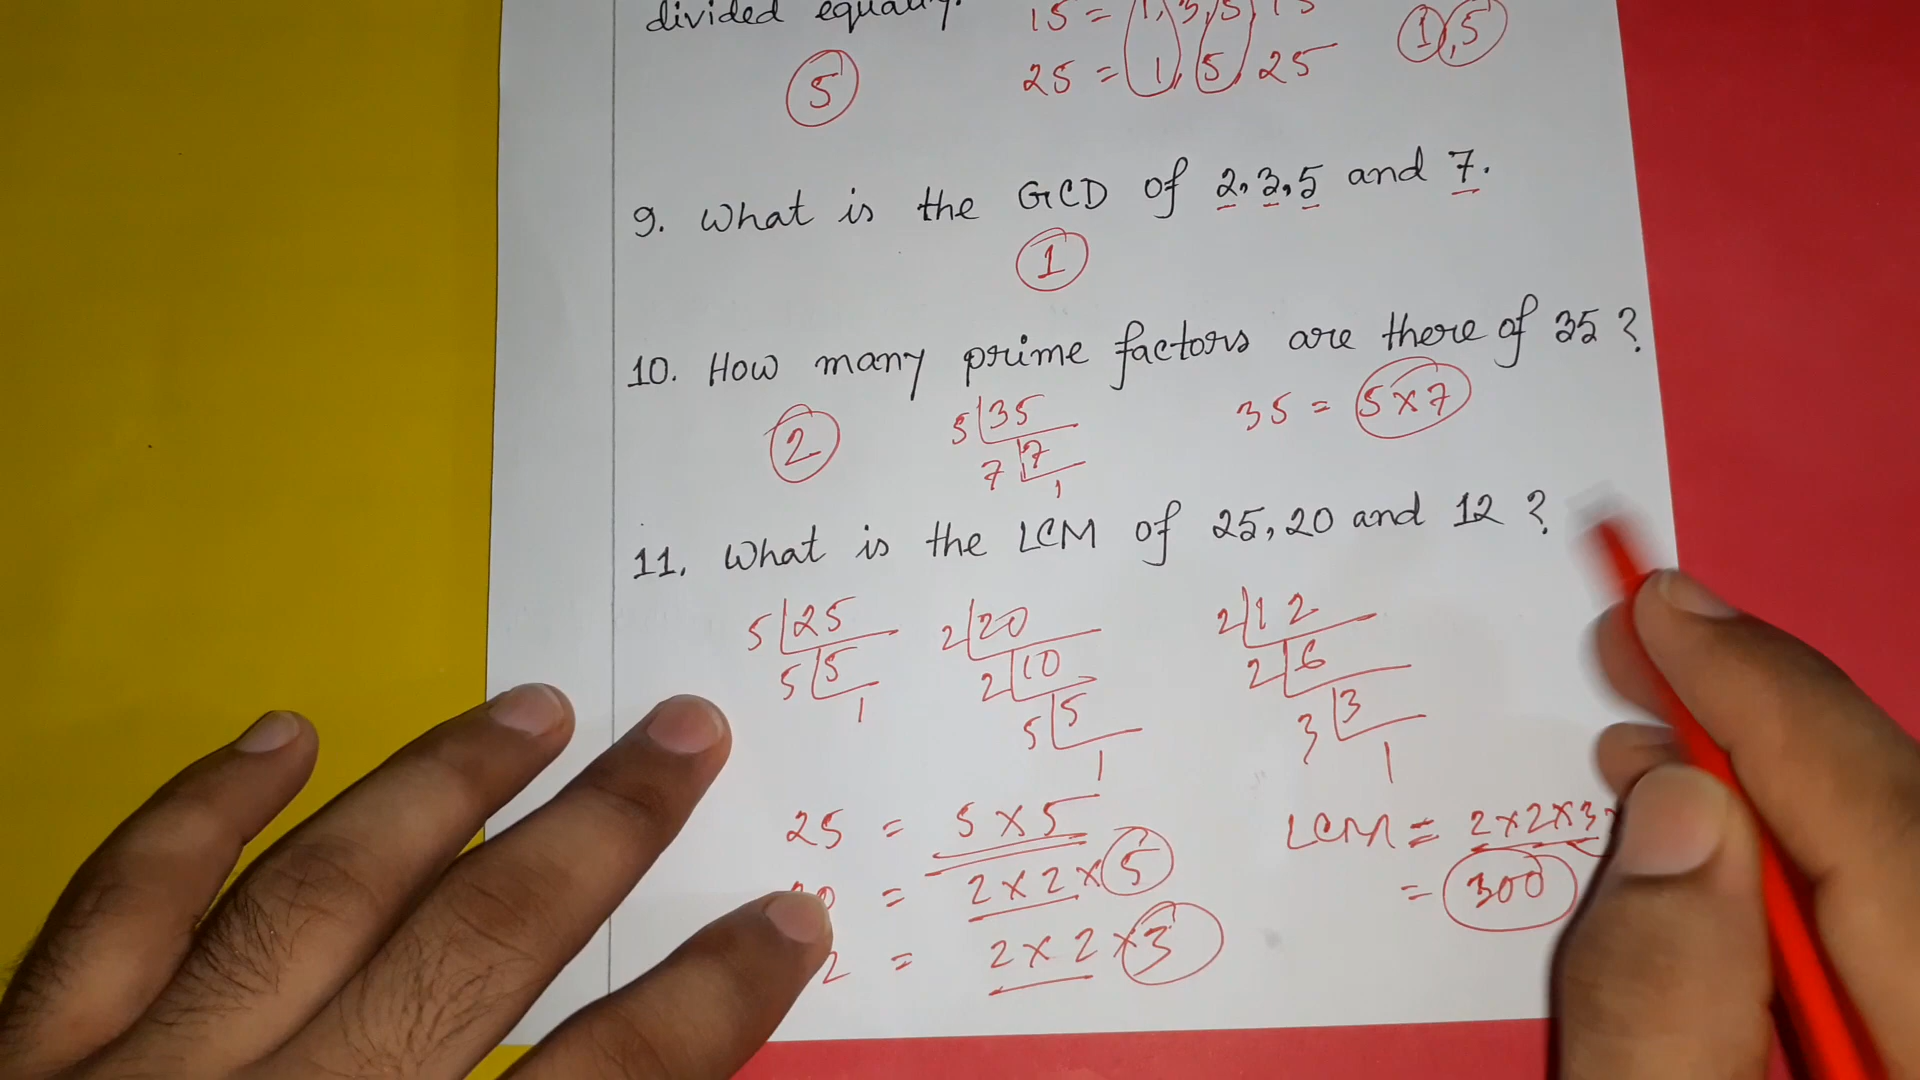 divided equally. 15 = 1, 3, 5, 15 1, 5
5 25 = 1, 5, 25
9. What is the GCD of 2, 3, 5 and 7.
1
10. How many prime factors are there of 35 ?
2 5 35 35 = 5 x 7
7 7
1
11. What is the LCM of 25, 20 and 12 ?
5 25 2 20 2 12
5 5 2 10 2 6
1 5 5 3 3
1 1
25 = 5 x 5 LCM = 2 x 2 x 3
0 = 2 x 2 x 5 = 300
2 = 2 x 2 x 3